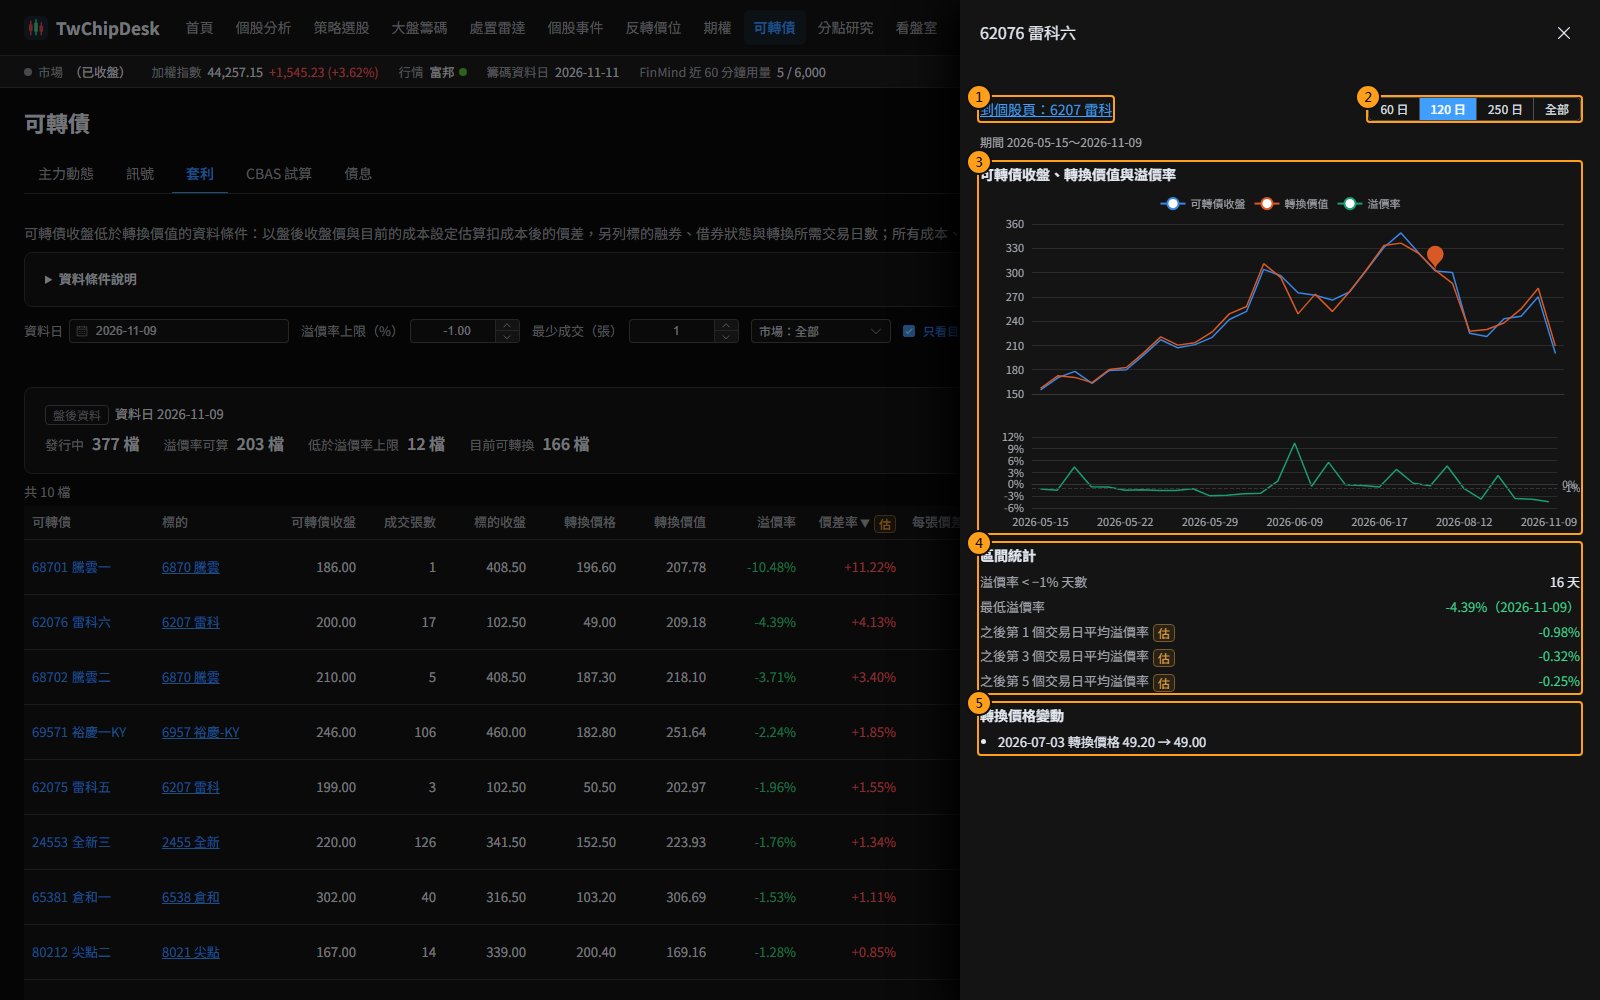 TwChipDesk 首頁 個股分析 策略選股 大盤籌碼 處置雷達 個股事件 反轉價位 期權 可轉債 分點研究 看盤室
市場 （已收盤） 加權指數 44,257.15 +1,545.23 (+3.62%) 行情 富邦 籌碼資料日 2026-11-11 FinMind 近 60 分鐘用量 5 / 6,000
可轉債
主力動態 訊號 套利 CBAS 試算 債息
可轉債收盤低於轉換價值的資料條件：以盤後收盤價與目前的成本設定估算扣成本後的價差，另列標的融券、借券狀態與轉換所需交易日數；所有成本、
▶ 資料條件說明
資料日 2026-11-09 溢價率上限（%） -1.00 最少成交（張） 1 市場：全部 只看目
盤後資料 資料日 2026-11-09
發行中 377 檔 溢價率可算 203 檔 低於溢價率上限 12 檔 目前可轉換 166 檔
共 10 檔
可轉債 標的 可轉債收盤 成交張數 標的收盤 轉換價格 轉換價值 溢價率 價差率▼ 估 每張價差
68701 騰雲一 6870 騰雲 186.00 1 408.50 196.60 207.78 -10.48% +11.22%
62076 雷科六 6207 雷科 200.00 17 102.50 49.00 209.18 -4.39% +4.13%
68702 騰雲二 6870 騰雲 210.00 5 408.50 187.30 218.10 -3.71% +3.40%
69571 裕慶一KY 6957 裕慶-KY 246.00 106 460.00 182.80 251.64 -2.24% +1.85%
62075 雷科五 6207 雷科 199.00 3 102.50 50.50 202.97 -1.96% +1.55%
24553 全新三 2455 全新 220.00 126 341.50 152.50 223.93 -1.76% +1.34%
65381 倉和一 6538 倉和 302.00 40 316.50 103.20 306.69 -1.53% +1.11%
80212 尖點二 8021 尖點 167.00 14 339.00 200.40 169.16 -1.28% +0.85%
62076 雷科六
1
到個股頁：6207 雷科
2
60 日 120 日 250 日 全部
期間 2026-05-15～2026-11-09
3
可轉債收盤、轉換價值與溢價率
可轉債收盤 轉換價值 溢價率
360
330
300
270
240
210
180
150
12%
9%
6%
3%
0%
-3%
-6%
0%
-1%
2026-05-15 2026-05-22 2026-05-29 2026-06-09 2026-06-17 2026-08-12 2026-11-09
4
區間統計
溢價率 < −1% 天數 16 天
最低溢價率 -4.39%（2026-11-09）
之後第 1 個交易日平均溢價率 估 -0.98%
之後第 3 個交易日平均溢價率 估 -0.32%
之後第 5 個交易日平均溢價率 估 -0.25%
5
轉換價格變動
• 2026-07-03 轉換價格 49.20 → 49.00